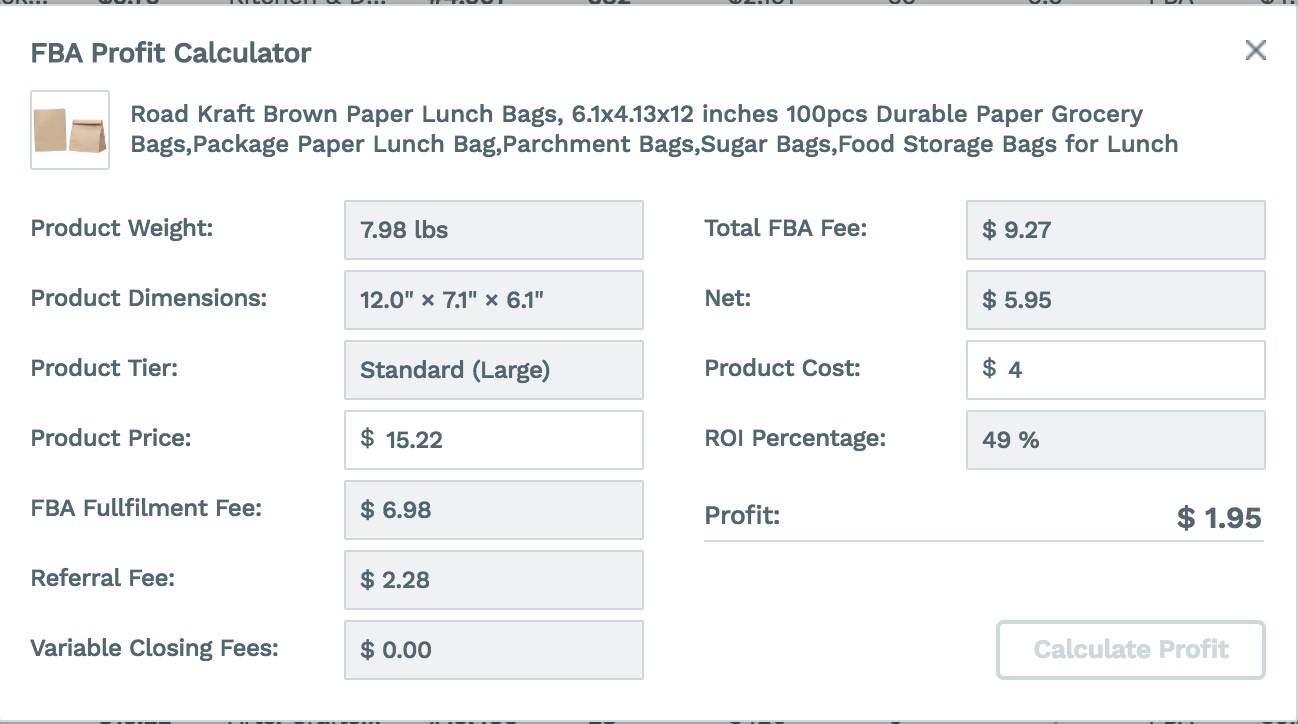 FBA Profit Calculator
Road Kraft Brown Paper Lunch Bags, 6.1x4.13x12 inches 100pcs Durable Paper Grocery
Bags,Package Paper Lunch Bag,Parchment Bags,Sugar Bags,Food Storage Bags for Lunch
Product Weight: 7.98 lbs
Product Dimensions: 12.0" × 7.1" × 6.1"
Product Tier: Standard (Large)
Product Price: $ 15.22
FBA Fullfilment Fee: $ 6.98
Referral Fee: $ 2.28
Variable Closing Fees: $ 0.00
Total FBA Fee: $ 9.27
Net: $ 5.95
Product Cost: $ 4
ROI Percentage: 49 %
Profit: $ 1.95
Calculate Profit